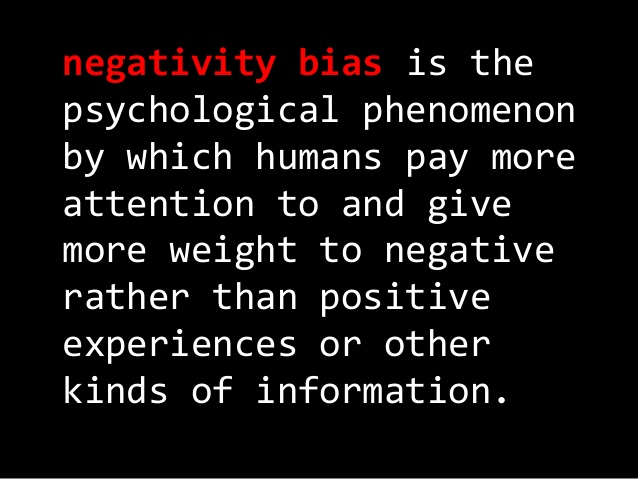 negativity bias is the
psychological phenomenon
by which humans pay more
attention to and give
more weight to negative
rather than positive
experiences or other
kinds of information.